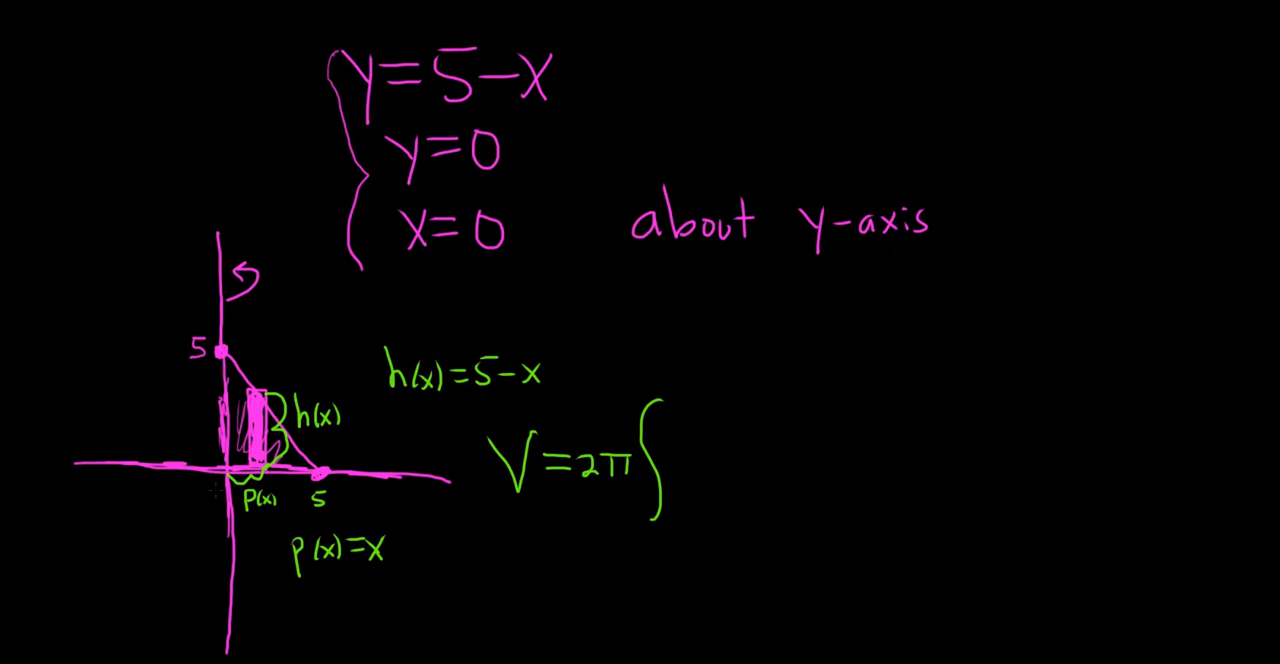 y=5-x
y=0
x=0
about y-axis
5
h(x)=5-x
h(x)
V=2π∫
p(x)
5
p(x)=x